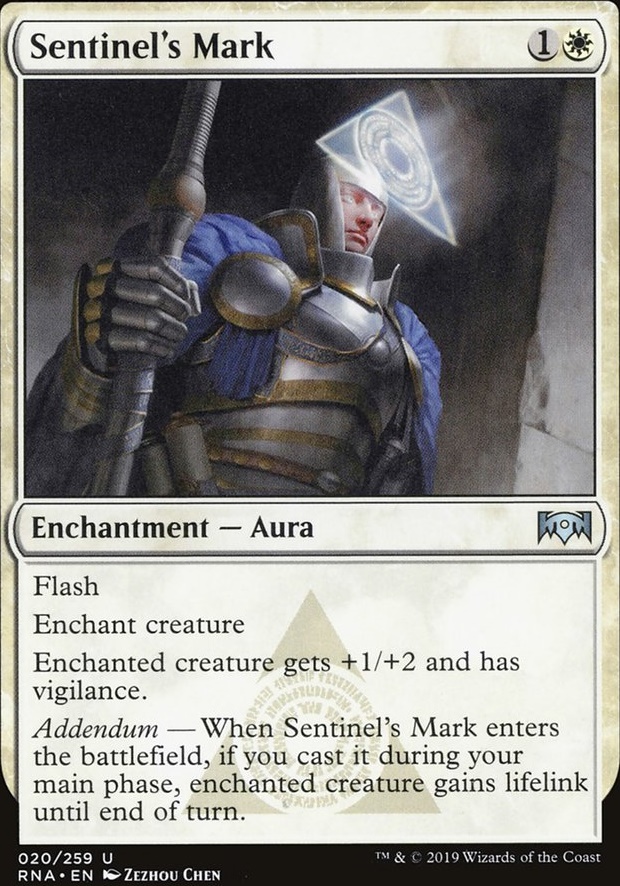 Sentinel's Mark 1
Enchantment — Aura
Flash
Enchant creature
Enchanted creature gets +1/+2 and has
vigilance.
Addendum — When Sentinel's Mark enters
the battlefield, if you cast it during your
main phase, enchanted creature gains lifelink
until end of turn.
020/259 U
RNA • EN Zezhou Chen
™ & © 2019 Wizards of the Coast